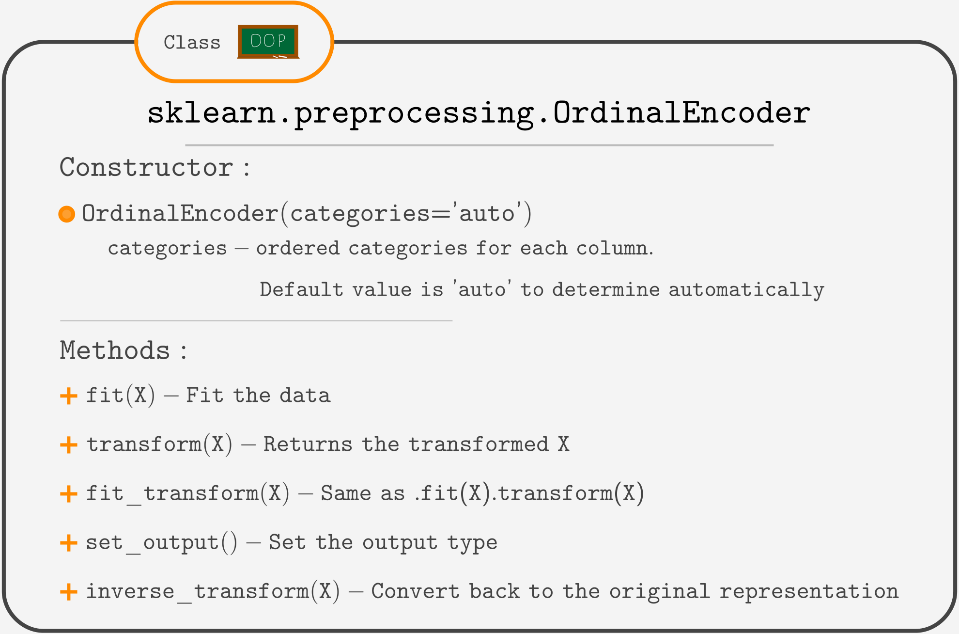 Class OOP
sklearn.preprocessing.OrdinalEncoder
Constructor :
OrdinalEncoder(categories='auto')
categories – ordered categories for each column.
Default value is 'auto' to determine automatically
Methods :
+ fit(X) – Fit the data
+ transform(X) – Returns the transformed X
+ fit_transform(X) – Same as .fit(X).transform(X)
+ set_output() – Set the output type
+ inverse_transform(X) – Convert back to the original representation